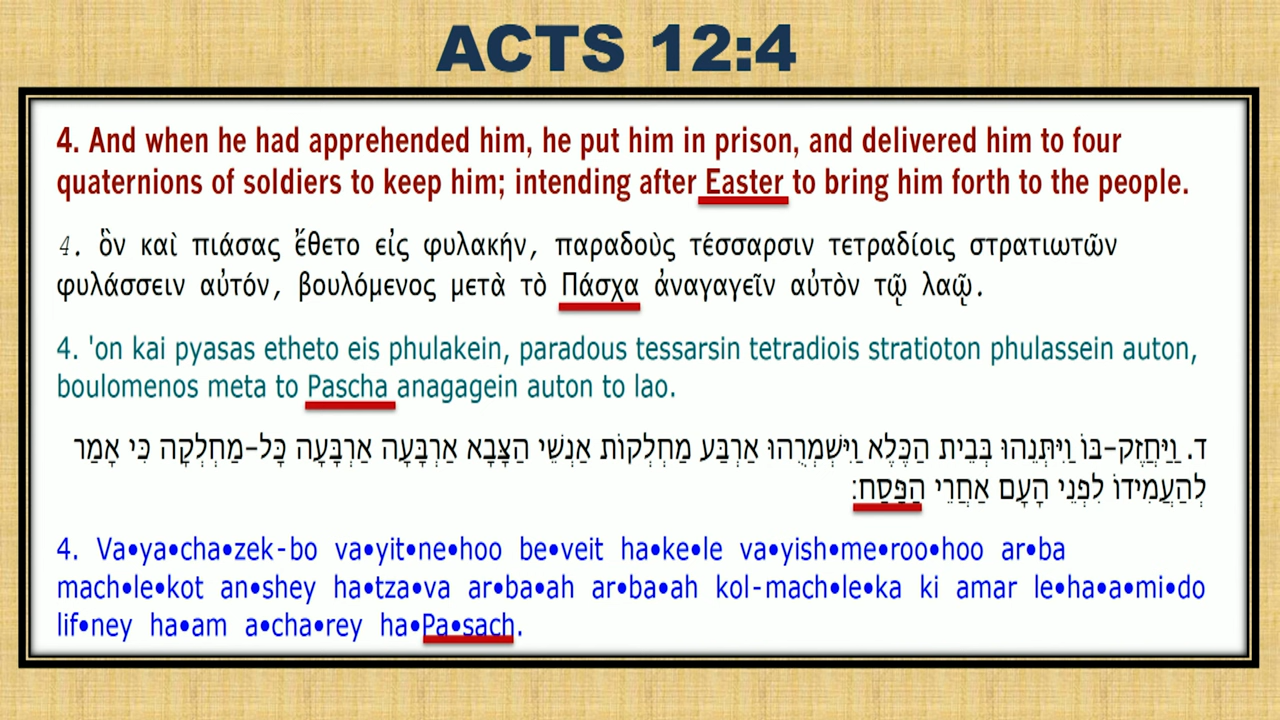 ACTS 12:4
4. And when he had apprehended him, he put him in prison, and delivered him to four
quaternions of soldiers to keep him; intending after Easter to bring him forth to the people.
4. ὃν καὶ πιάσας ἔθετο εἰς φυλακήν, παραδοὺς τέσσαρσιν τετραδίοις στρατιωτῶν
φυλάσσειν αὐτόν, βουλόμενος μετὰ τὸ Πάσχα ἀναγαγεῖν αὐτὸν τῷ λαῷ.
4. 'on kai pyasas etheto eis phulakein, paradous tessarsin tetradiois stratioton phulassein auton,
boulomenos meta to Pascha anagagein auton to lao.
ד. וַיַּחֲזֶק-בּוֹ וַיִּתְּנֵהוּ בְּבֵית הַכֶּלֶא וַיִּשְׁמְרֻהוּ אַרְבַּע מַחְלְקוֹת אַנְשֵׁי הַצָּבָא אַרְבָּעָה אַרְבָּעָה כָּל-מַחְלְקָה כִּי אָמַר
לְהַעֲמִידוֹ לִפְנֵי הָעָם אַחֲרֵי הַפָּסַח:
4. Va•ya•cha•zek-bo va•yit•ne•hoo be•veit ha•ke•le va•yish•me•roo•hoo ar•ba
mach•le•kot an•shey ha•tza•va ar•ba•ah ar•ba•ah kol-mach•le•ka ki amar le•ha•a•mi•do
lif•ney ha•am a•cha•rey ha•Pa•sach.